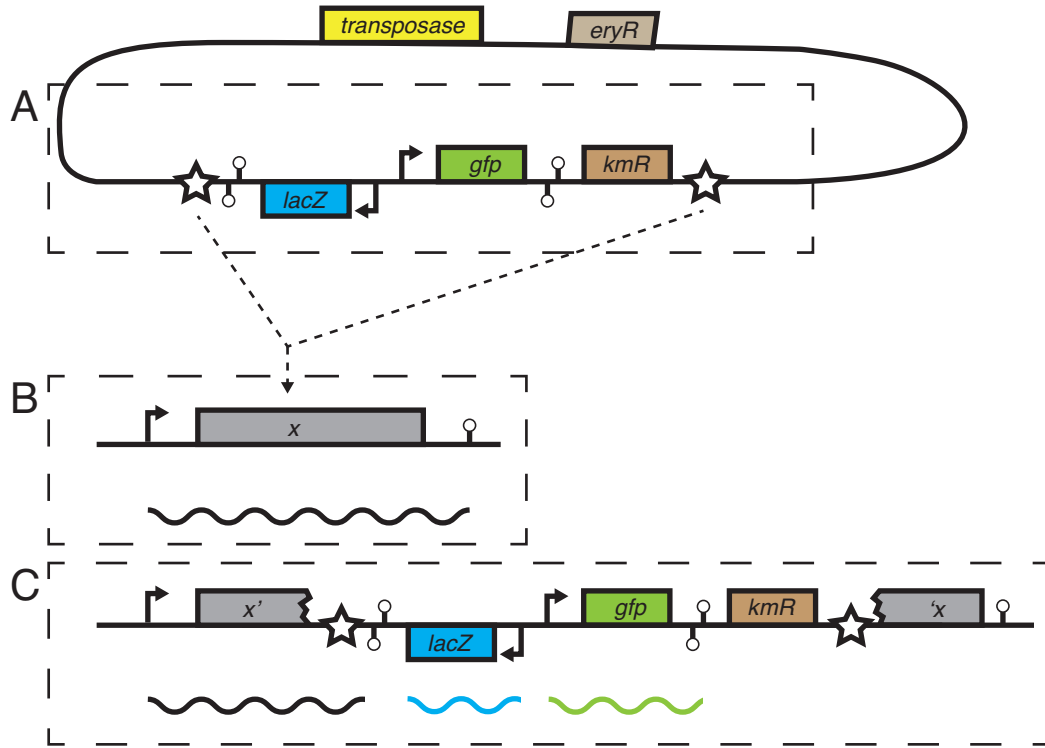 transposase
eryR
A
gfp
kmR
lacZ
B
x
C
x'
gfp
kmR
'x
lacZ